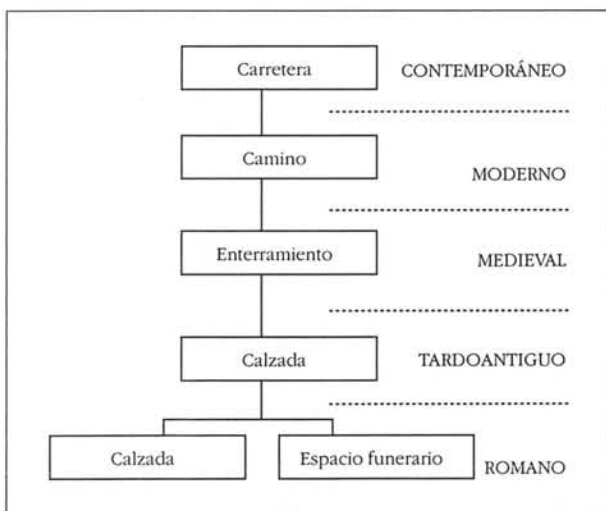 Carretera
CONTEMPORÁNEO
Camino
MODERNO
Enterramiento
MEDIEVAL
Calzada
TARDOANTIGUO
Calzada
Espacio funerario
ROMANO